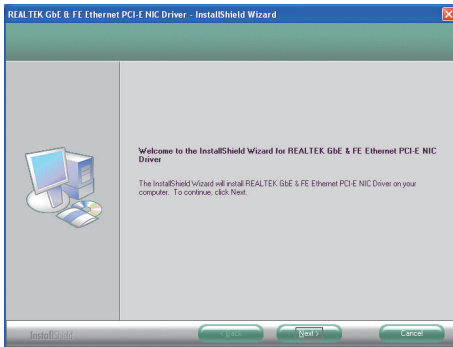 REALTEK GbE & FE Ethernet PCI-E NIC Driver - InstallShield Wizard
Welcome to the InstallShield Wizard for REALTEK GbE & FE Ethernet PCI-E NIC
Driver
The InstallShield Wizard will install REALTEK GbE & FE Ethernet PCI-E NIC Driver on your
computer. To continue, click Next.
InstallShield
< Back
Next >
Cancel